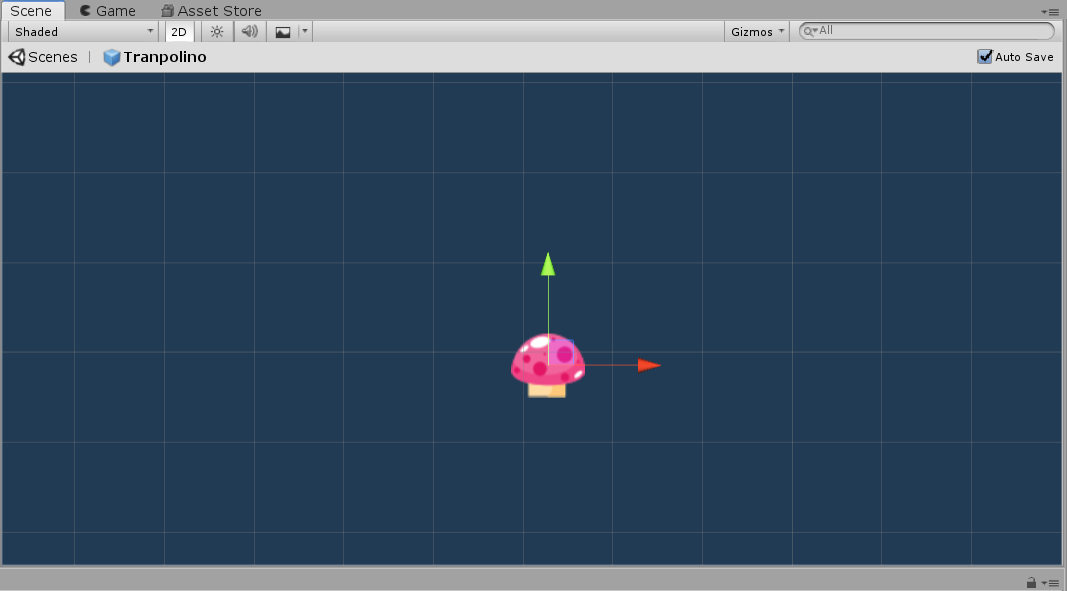 Scene Game Asset Store
Shaded 2D Gizmos All
Scenes Tranpolino Auto Save